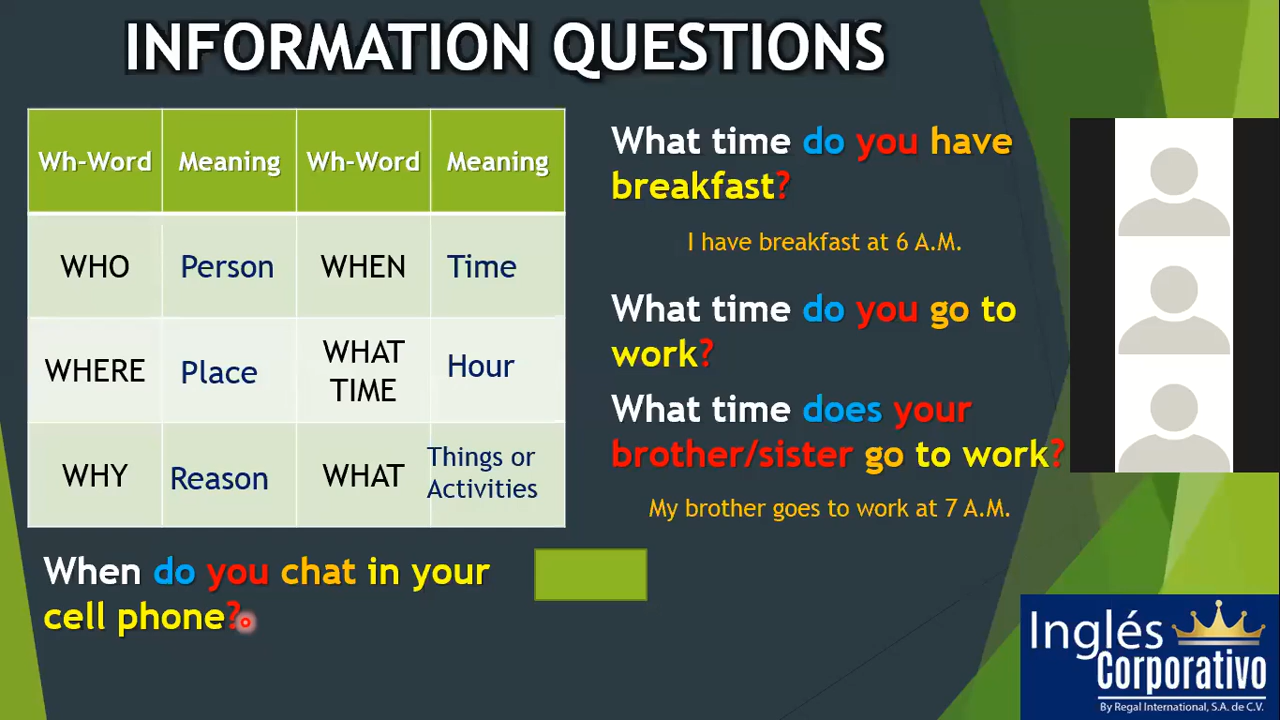 INFORMATION QUESTIONS
Wh-Word Meaning Wh-Word Meaning
WHO Person WHEN Time
WHERE Place WHAT TIME Hour
WHY Reason WHAT Things or Activities
What time do you have
breakfast?
I have breakfast at 6 A.M.
What time do you go to
work?
What time does your
brother/sister go to work?
My brother goes to work at 7 A.M.
When do you chat in your
cell phone?
Inglés
Corporativo
By Regal International, S.A. de C.V.